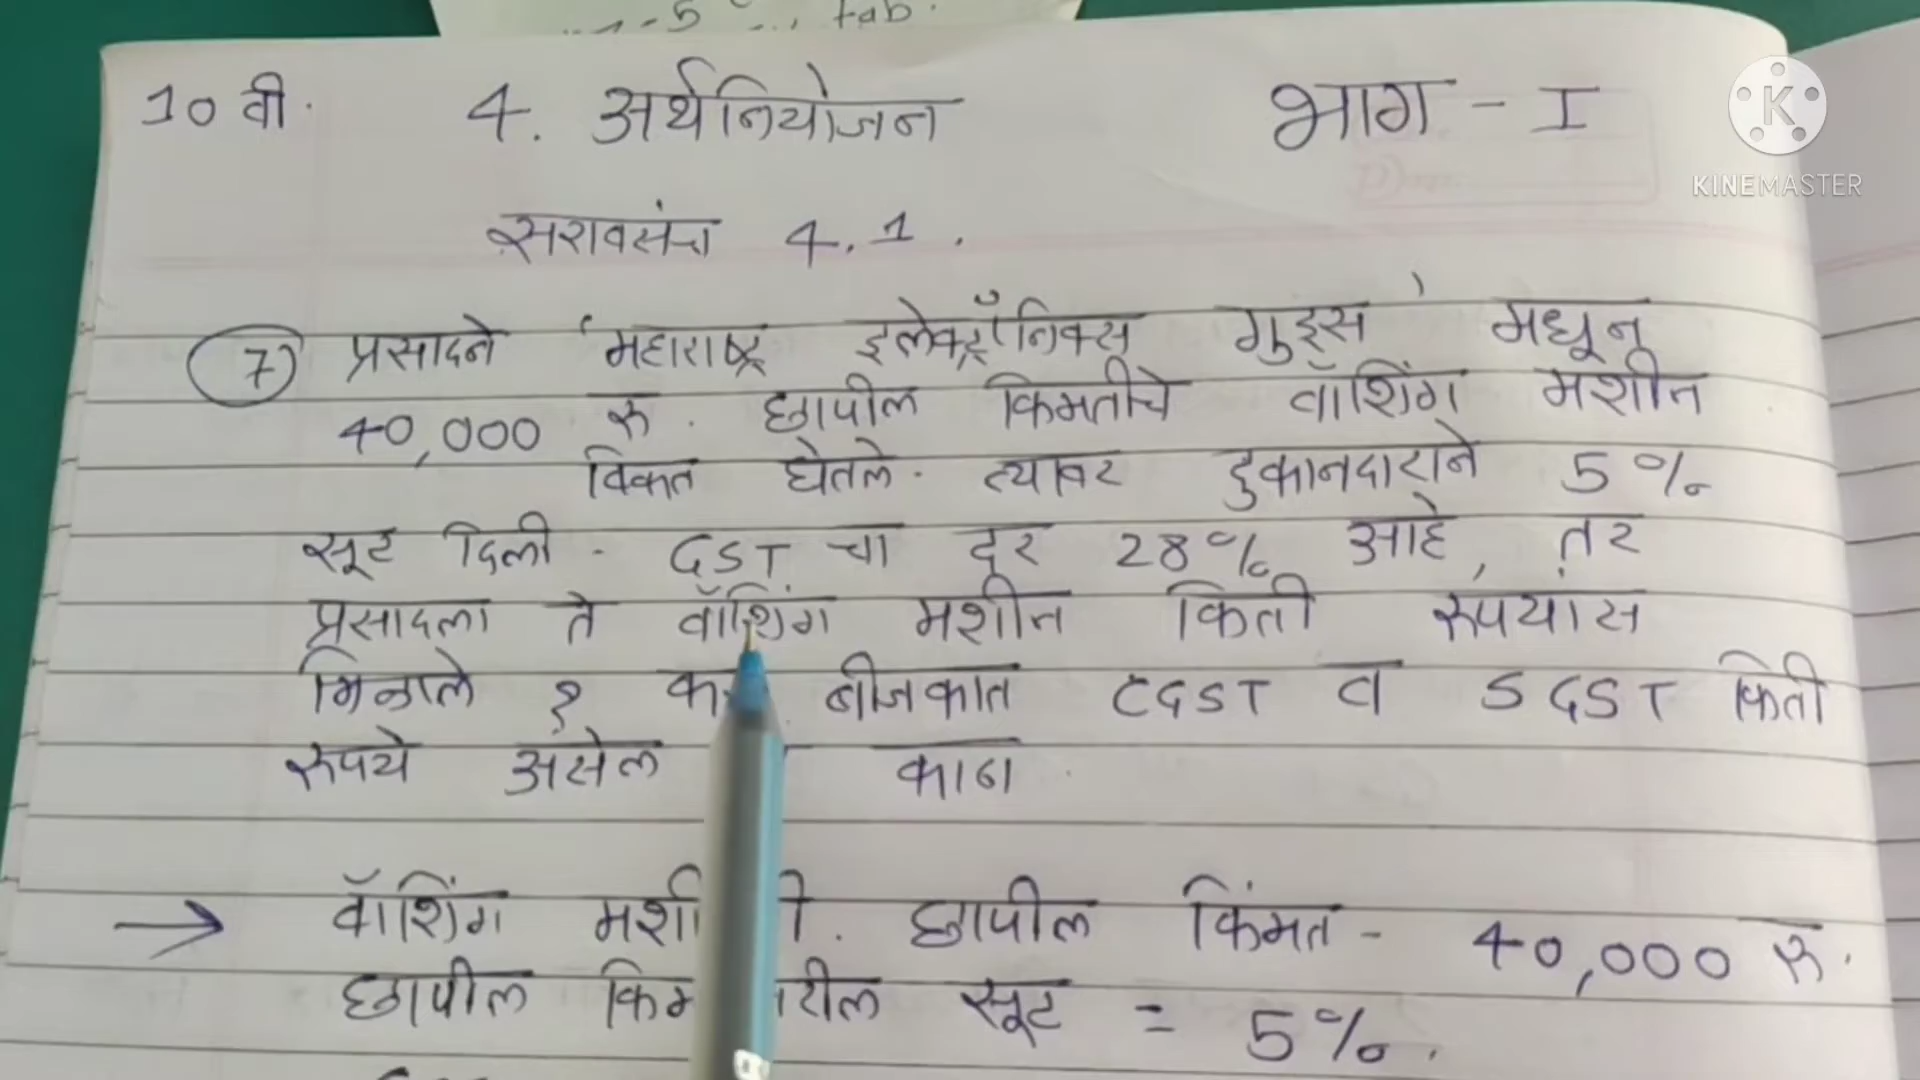 tab.
10 वी.
4. अर्थनियोजन
भाग - I
K
KINEMASTER
सरावसंच 4.1.
7) प्रसादने 'महाराष्ट्र इलेक्ट्रॉनिक्स गुड्स' मधून
40,000 रु. छापील किमतीचे वॉशिंग मशीन
विकत घेतले. त्यावर दुकानदाराने 5%
सूट दिली. GST चा दर 28% आहे, तर
प्रसादला ते वॉशिंग मशीन किती रुपयांस
मिळाले ? बीजकात CGST व SGST किती
रुपये असेल काढा
→ वॉशिंग छापील किंमत - 40,000 रु.
छापील सूट = 5%.